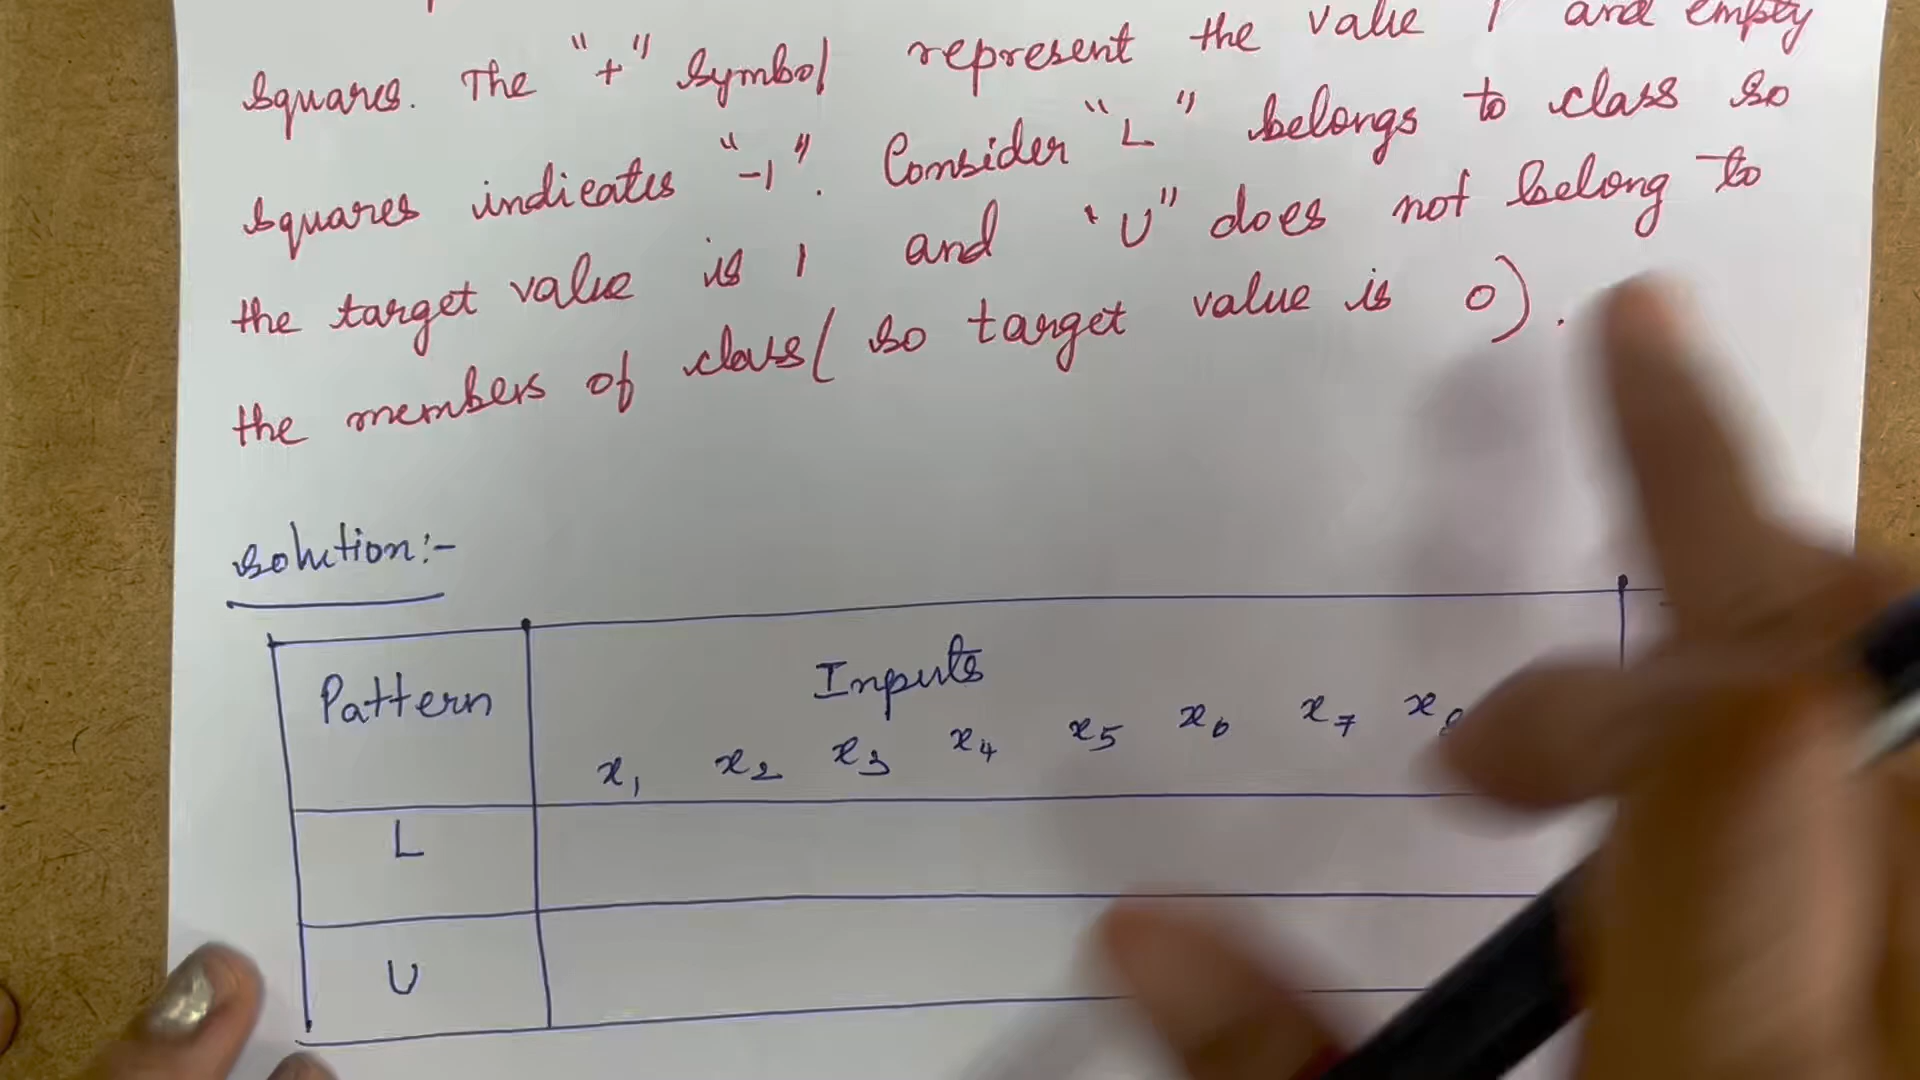 squares. The "+" symbol represent the value 1 and empty
squares indicates "-1". Consider "L" belongs to class so
the target value is 1 and "U" does not belong to
the members of class ( so target value is 0).
solution:-
Pattern
Inputs
x1 x2 x3 x4 x5 x6 x7 x8
L
U